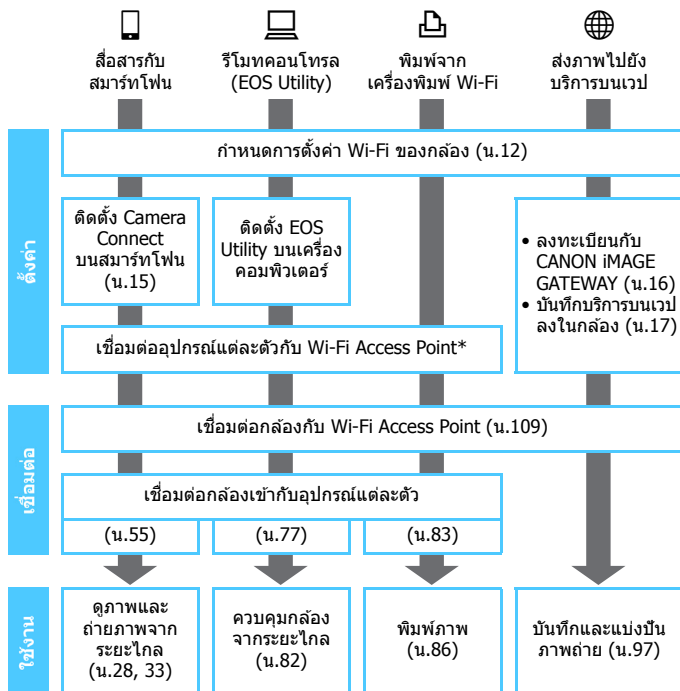 สื่อสารกับ
สมาร์ทโฟน
รีโมทคอนโทรล
(EOS Utility)
พิมพ์จาก
เครื่องพิมพ์ Wi-Fi
ส่งภาพไปยัง
บริการบนเวป
ตั้งค่า
กำหนดการตั้งค่า Wi-Fi ของกล้อง (น.12)
ติดตั้ง Camera
Connect
บนสมาร์ทโฟน
(น.15)
ติดตั้ง EOS
Utility บนเครื่อง
คอมพิวเตอร์
• ลงทะเบียนกับ
CANON iMAGE
GATEWAY (น.16)
• บันทึกบริการบนเวป
ลงในกล้อง (น.17)
เชื่อมต่ออุปกรณ์แต่ละตัวกับ Wi-Fi Access Point*
เชื่อมต่อ
เชื่อมต่อกล้องกับ Wi-Fi Access Point (น.109)
เชื่อมต่อกล้องเข้ากับอุปกรณ์แต่ละตัว
(น.55)
(น.77)
(น.83)
ใช้งาน
ดูภาพและ
ถ่ายภาพจาก
ระยะไกล
(น.28, 33)
ควบคุมกล้อง
จากระยะไกล
(น.82)
พิมพ์ภาพ
(น.86)
บันทึกและแบ่งปัน
ภาพถ่าย (น.97)